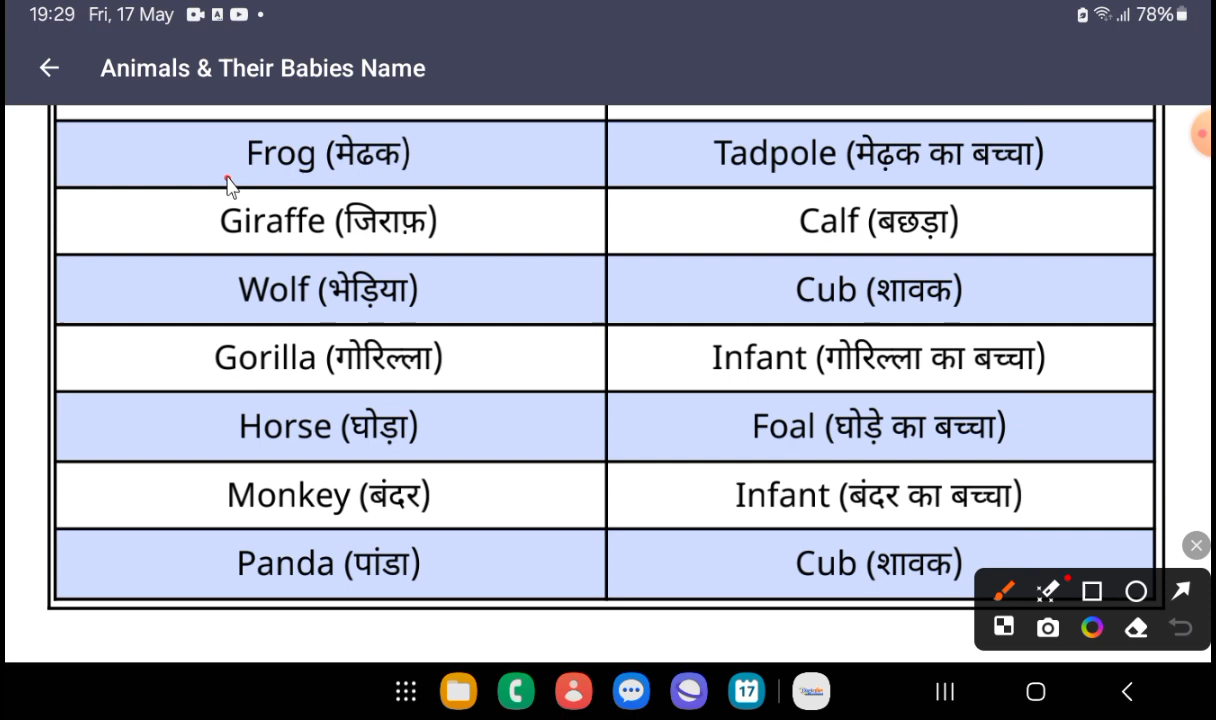 19:29 Fri, 17 May 78%
Animals & Their Babies Name
Frog (मेढक) Tadpole (मेढ़क का बच्चा)
Giraffe (जिराफ़) Calf (बछड़ा)
Wolf (भेड़िया) Cub (शावक)
Gorilla (गोरिल्ला) Infant (गोरिल्ला का बच्चा)
Horse (घोड़ा) Foal (घोड़े का बच्चा)
Monkey (बंदर) Infant (बंदर का बच्चा)
Panda (पांडा) Cub (शावक)
17